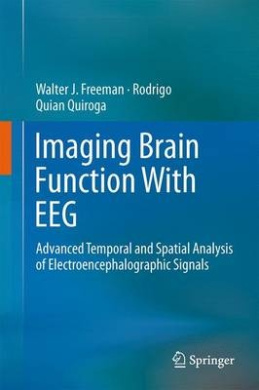 Walter J. Freeman · Rodrigo
Quian Quiroga
Imaging Brain
Function With
EEG
Advanced Temporal and Spatial Analysis
of Electroencephalographic Signals
Springer